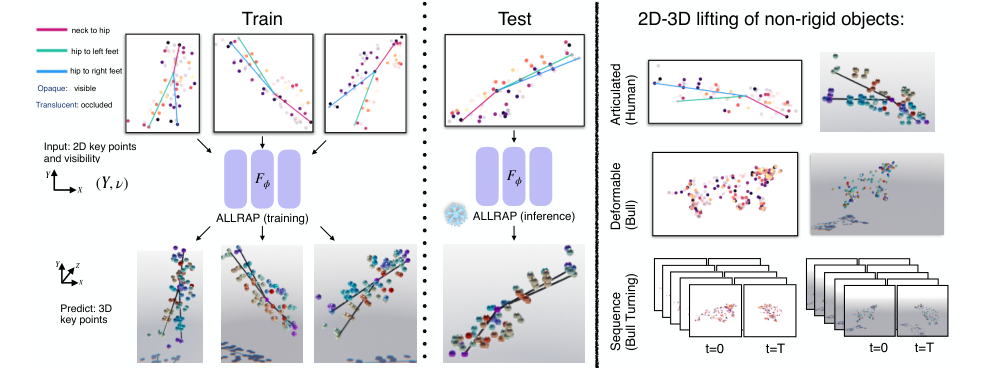 Train
neck to hip
hip to left feet
hip to right feet
Opaque: visible
Translucent: occluded
Input: 2D key points
and visibility
Y
X
(Y, ν)
Fϕ
ALLRAP (training)
Y
Z
X
Predict: 3D
key points
Test
Fϕ
ALLRAP (inference)
2D-3D lifting of non-rigid objects:
Articulated
(Human)
Deformable
(Bull)
Sequence
(Bull Turning)
t=0
t=T
t=0
t=T